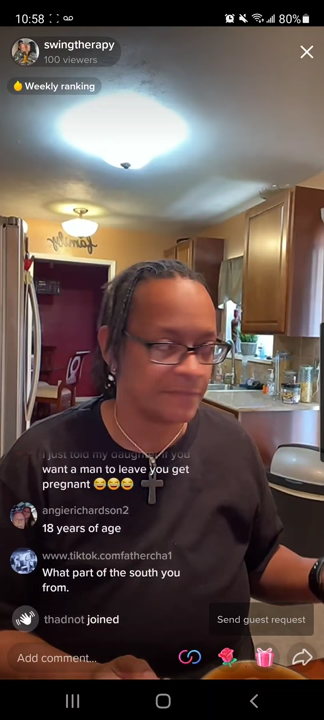 10:58
80%
swingtherapy
100 viewers
Weekly ranking
family
I just told my daughter if you
want a man to leave you get
pregnant 😂😂😂
angierichardson2
18 years of age
www.tiktok.comfathercha1
What part of the south you
from.
thadnot joined
Send guest request
Add comment...